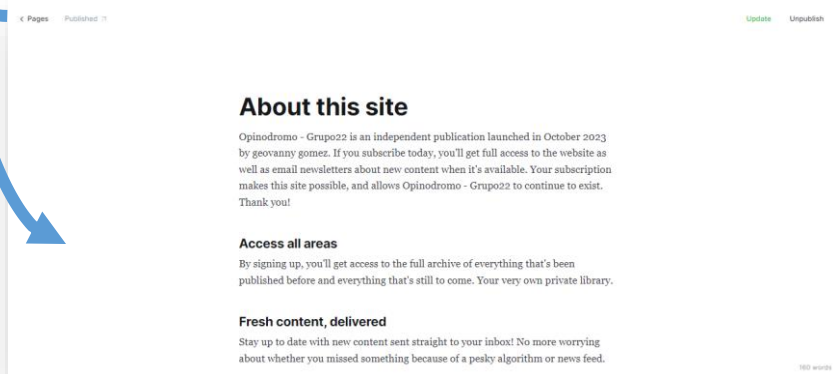 Pages Published Update Unpublish
About this site
Opinodromo - Grupo22 is an independent publication launched in October 2023
by geovanny gomez. If you subscribe today, you'll get full access to the website as
well as email newsletters about new content when it's available. Your subscription
makes this site possible, and allows Opinodromo - Grupo22 to continue to exist.
Thank you!
Access all areas
By signing up, you'll get access to the full archive of everything that's been
published before and everything that's still to come. Your very own private library.
Fresh content, delivered
Stay up to date with new content sent straight to your inbox! No more worrying
about whether you missed something because of a pesky algorithm or news feed.
160 words